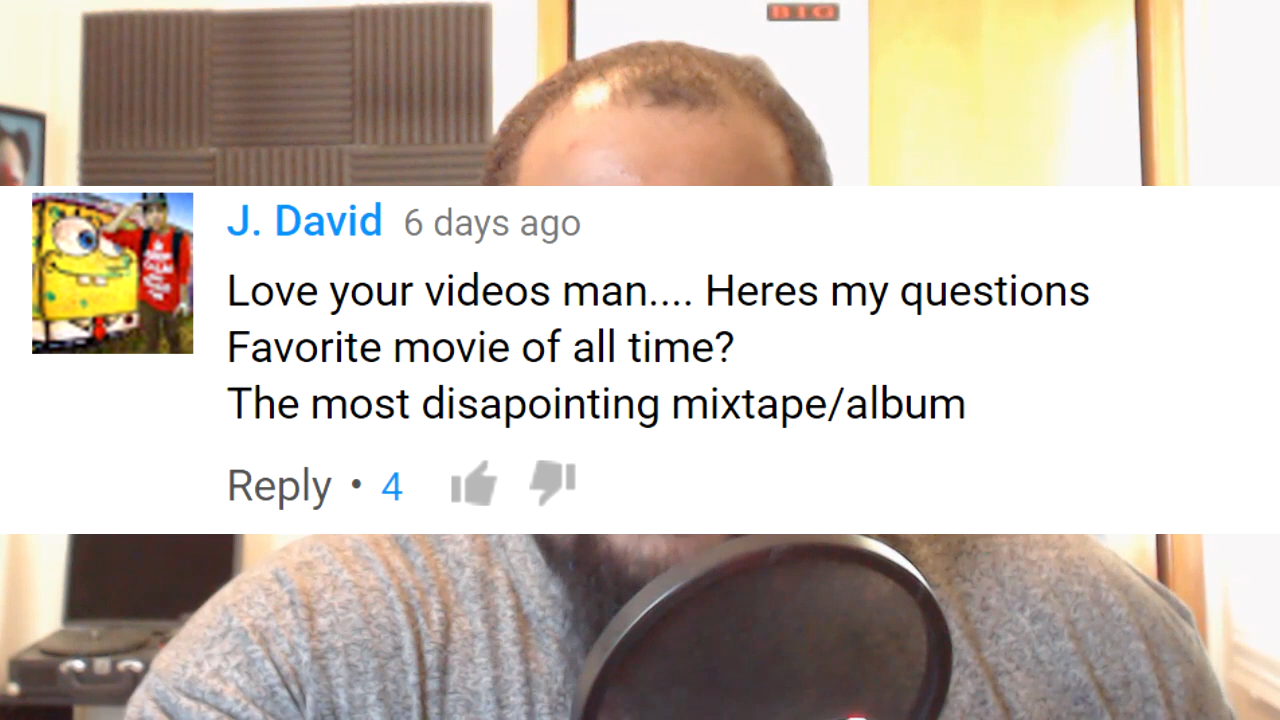 BIG
J. David 6 days ago
Love your videos man.... Heres my questions
Favorite movie of all time?
The most disapointing mixtape/album
Reply • 4